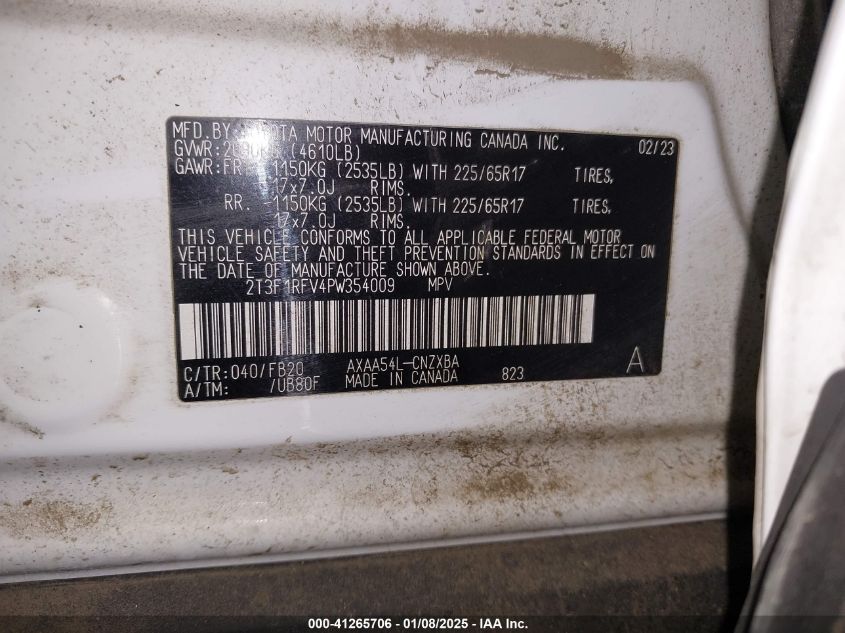 MFD.BY: TOYOTA MOTOR MANUFACTURING CANADA INC. 02/23
GVWR: (4610LB)
GAWR:FR. -1150KG (2535LB) WITH 225/65R17 TIRES,
17x7.0J RIMS.
RR. -1150KG (2535LB) WITH 225/65R17 TIRES,
17x7.0J RIMS.
THIS VEHICLE CONFORMS TO ALL APPLICABLE FEDERAL MOTOR
VEHICLE SAFETY AND THEFT PREVENTION STANDARDS IN EFFECT ON
THE DATE OF MANUFACTURE SHOWN ABOVE.
2T3F1RFV4PW354009 MPV
C/TR:040/FB20 AXAA54L-CNZXBA A
A/TM: /UB80F MADE IN CANADA 823
000-41265706 - 01/08/2025 - IAA Inc.